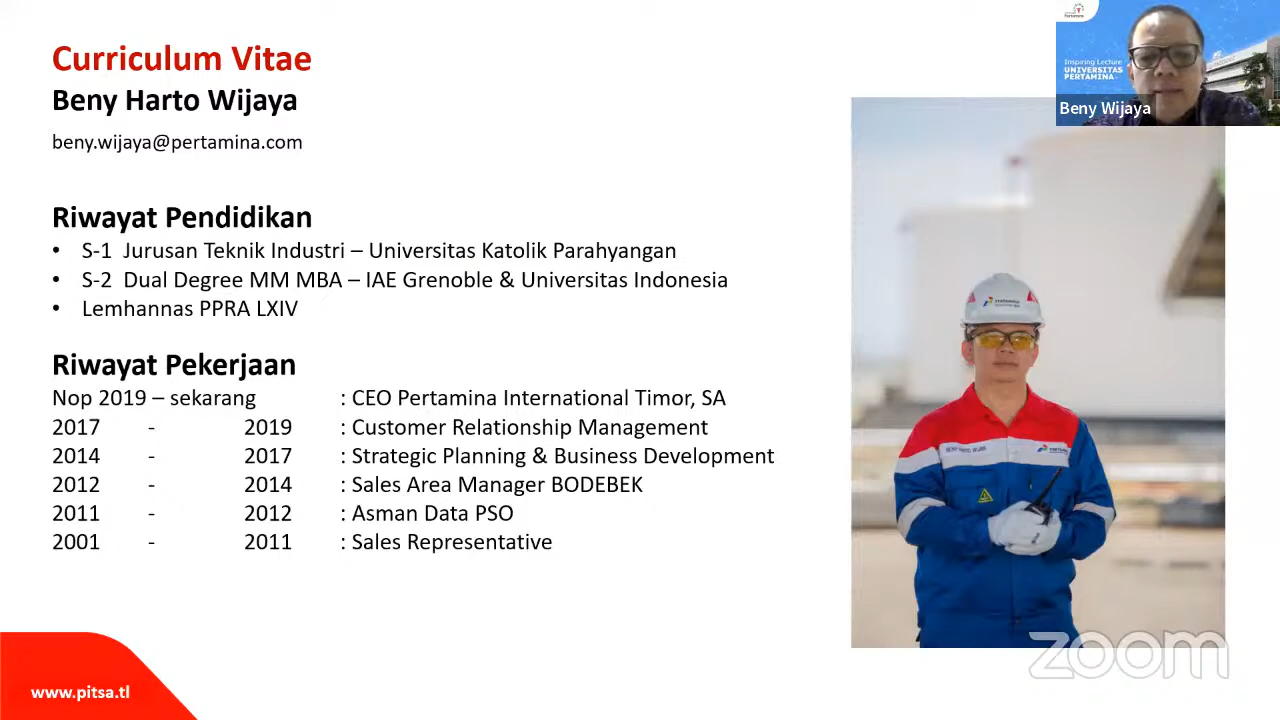 Curriculum Vitae
Beny Harto Wijaya
beny.wijaya@pertamina.com
Riwayat Pendidikan
• S-1 Jurusan Teknik Industri – Universitas Katolik Parahyangan
• S-2 Dual Degree MM MBA – IAE Grenoble & Universitas Indonesia
• Lemhannas PPRA LXIV
Riwayat Pekerjaan
Nop 2019 – sekarang : CEO Pertamina International Timor, SA
2017 - 2019 : Customer Relationship Management
2014 - 2017 : Strategic Planning & Business Development
2012 - 2014 : Sales Area Manager BODEBEK
2011 - 2012 : Asman Data PSO
2001 - 2011 : Sales Representative
www.pitsa.tl
Inspiring Lecture
UNIVERSITAS
PERTAMINA
Beny Wijaya
PERTAMINA
BENY HARTO WIJAYA
zoom